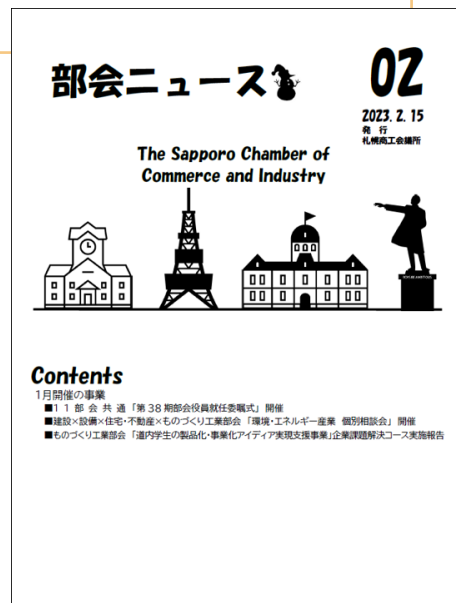 部会ニュース
02
2023. 2. 15
発 行
札幌商工会議所
The Sapporo Chamber of
Commerce and Industry
Contents
1月開催の事業
■11部会共通「第38期部会役員就任委嘱式」開催
■建設×設備×住宅・不動産×ものづくり工業部会「環境・エネルギー産業 個別相談会」開催
■ものづくり工業部会「道内学生の製品化・事業化アイディア実現支援事業」企業課題解決コース実施報告